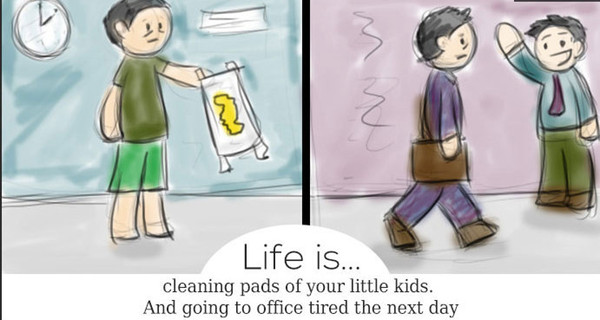 Life is...
cleaning pads of your little kids.
And going to office tired the next day